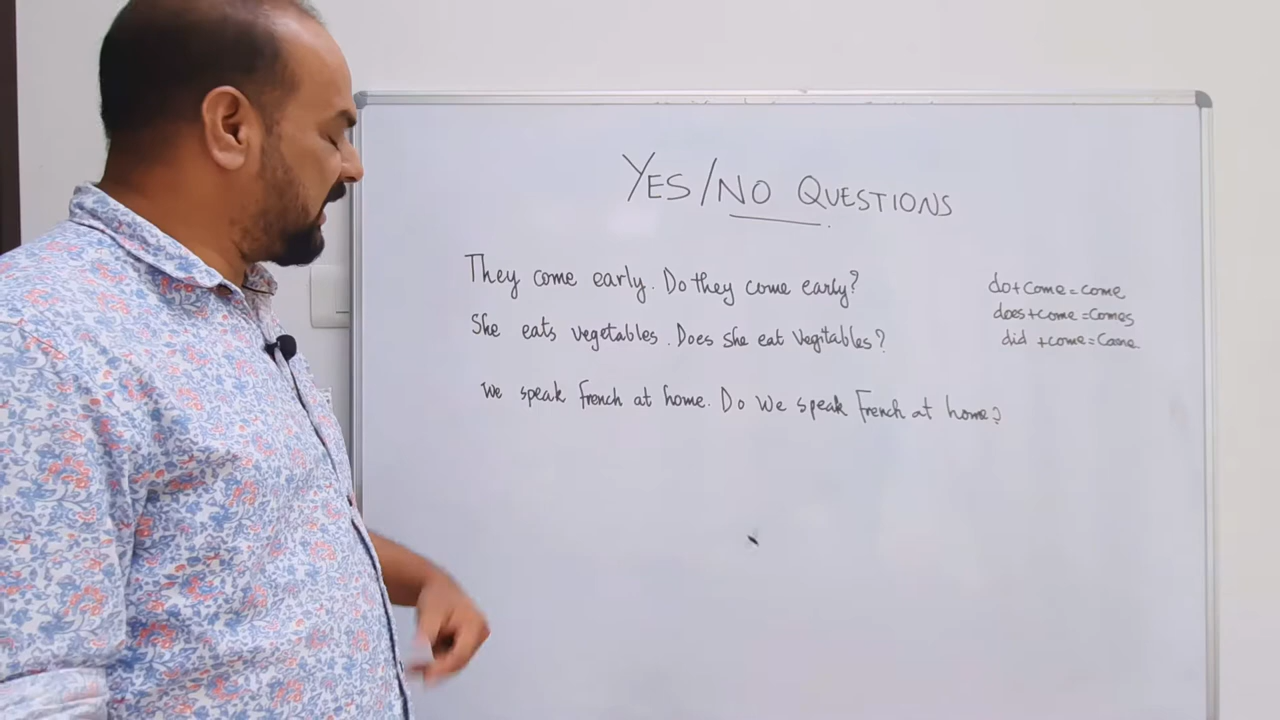 YES/NO QUESTIONS
They come early. Do they come early?
She eats vegetables. Does She eat Vegitables?
We speak french at home. Do We speak French at home?
do+come=come
does+come=Comes
did +come=Came